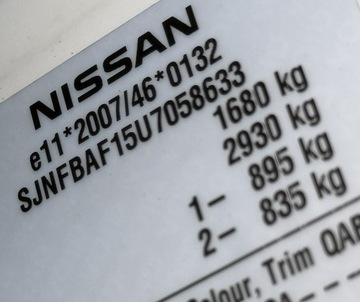 NISSAN
e11*2007/46*0132
SJNFBAF15U7058633
1680 kg
2930 kg
1- 895 kg
2- 835 kg
Colour, Trim